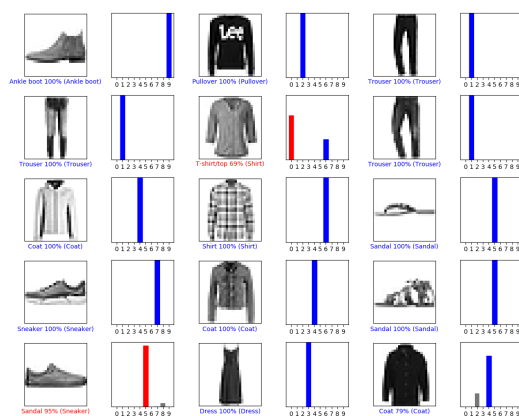 Lee
Ankle boot 100% (Ankle boot)
0 1 2 3 4 5 6 7 8 9
Pullover 100% (Pullover)
0 1 2 3 4 5 6 7 8 9
Trouser 100% (Trouser)
0 1 2 3 4 5 6 7 8 9
Trouser 100% (Trouser)
0 1 2 3 4 5 6 7 8 9
T-shirt/top 69% (Shirt)
0 1 2 3 4 5 6 7 8 9
Trouser 100% (Trouser)
0 1 2 3 4 5 6 7 8 9
Coat 100% (Coat)
0 1 2 3 4 5 6 7 8 9
Shirt 100% (Shirt)
0 1 2 3 4 5 6 7 8 9
Sandal 100% (Sandal)
0 1 2 3 4 5 6 7 8 9
Sneaker 100% (Sneaker)
0 1 2 3 4 5 6 7 8 9
Coat 100% (Coat)
0 1 2 3 4 5 6 7 8 9
Sandal 100% (Sandal)
0 1 2 3 4 5 6 7 8 9
Sandal 95% (Sneaker)
0 1 2 3 4 5 6 7 8 9
Dress 100% (Dress)
0 1 2 3 4 5 6 7 8 9
Coat 79% (Coat)
0 1 2 3 4 5 6 7 8 9